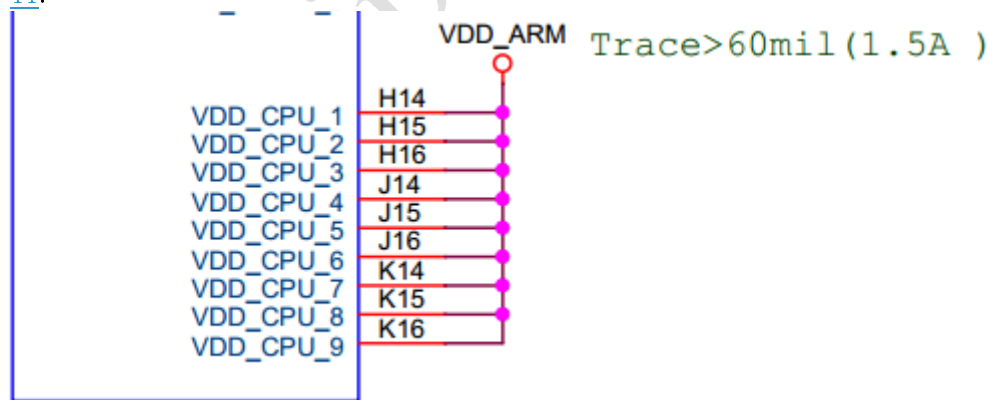 VDD_ARM Trace>60mil(1.5A )
VDD_CPU_1 H14
VDD_CPU_2 H15
VDD_CPU_3 H16
VDD_CPU_4 J14
VDD_CPU_5 J15
VDD_CPU_6 J16
VDD_CPU_7 K14
VDD_CPU_8 K15
VDD_CPU_9 K16